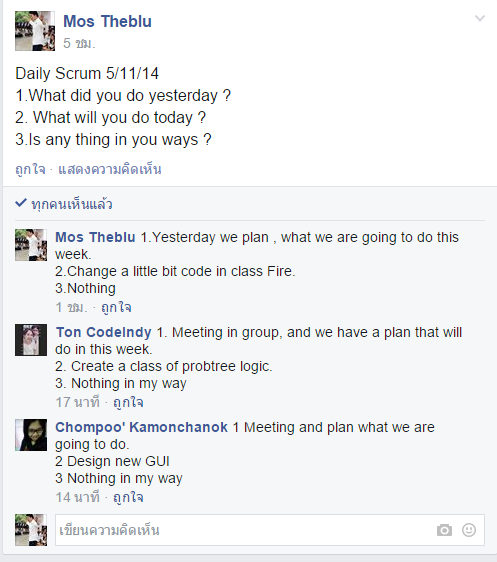 Mos Theblu
5 ชม.
Daily Scrum 5/11/14
1.What did you do yesterday ?
2. What will you do today ?
3.Is any thing in you ways ?
ถูกใจ · แสดงความคิดเห็น
ทุกคนเห็นแล้ว
Mos Theblu 1.Yesterday we plan , what we are going to do this
week.
2.Change a little bit code in class Fire.
3.Nothing
1 ชม. · ถูกใจ
Ton CodeIndy 1. Meeting in group, and we have a plan that will
do in this week.
2. Create a class of probtree logic.
3. Nothing in my way
17 นาที · ถูกใจ
Chompoo' Kamonchanok 1 Meeting and plan what we are
going to do.
2 Design new GUI
3 Nothing in my way
14 นาที · ถูกใจ
เขียนความคิดเห็น